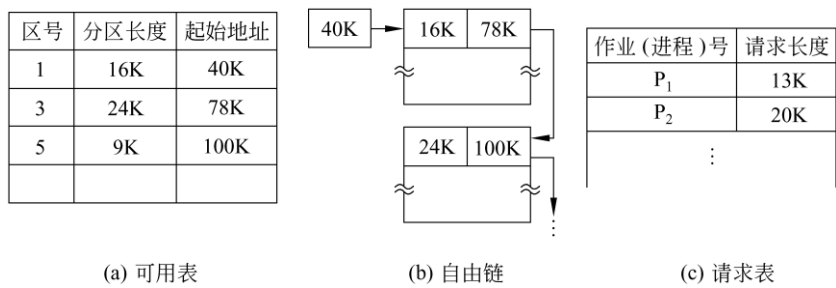 区号 分区长度 起始地址
1 16K 40K
3 24K 78K
5 9K 100K
(a) 可用表
40K 16K 78K
24K 100K
⋮
(b) 自由链
作业(进程)号 请求长度
P₁ 13K
P₂ 20K
⋮
(c) 请求表